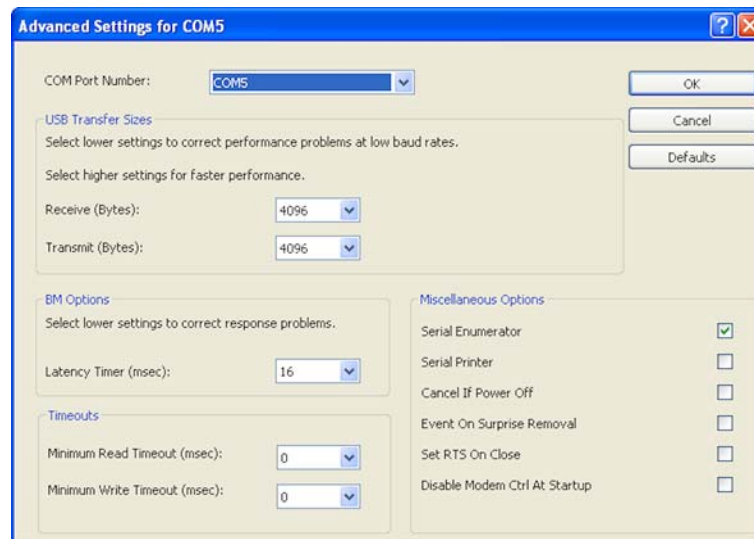 Advanced Settings for COM5
COM Port Number:
COM5
OK
Cancel
Defaults
USB Transfer Sizes
Select lower settings to correct performance problems at low baud rates.
Select higher settings for faster performance.
Receive (Bytes):
4096
Transmit (Bytes):
4096
BM Options
Select lower settings to correct response problems.
Latency Timer (msec):
16
Timeouts
Minimum Read Timeout (msec):
0
Minimum Write Timeout (msec):
0
Miscellaneous Options
Serial Enumerator
Serial Printer
Cancel If Power Off
Event On Surprise Removal
Set RTS On Close
Disable Modem Ctrl At Startup